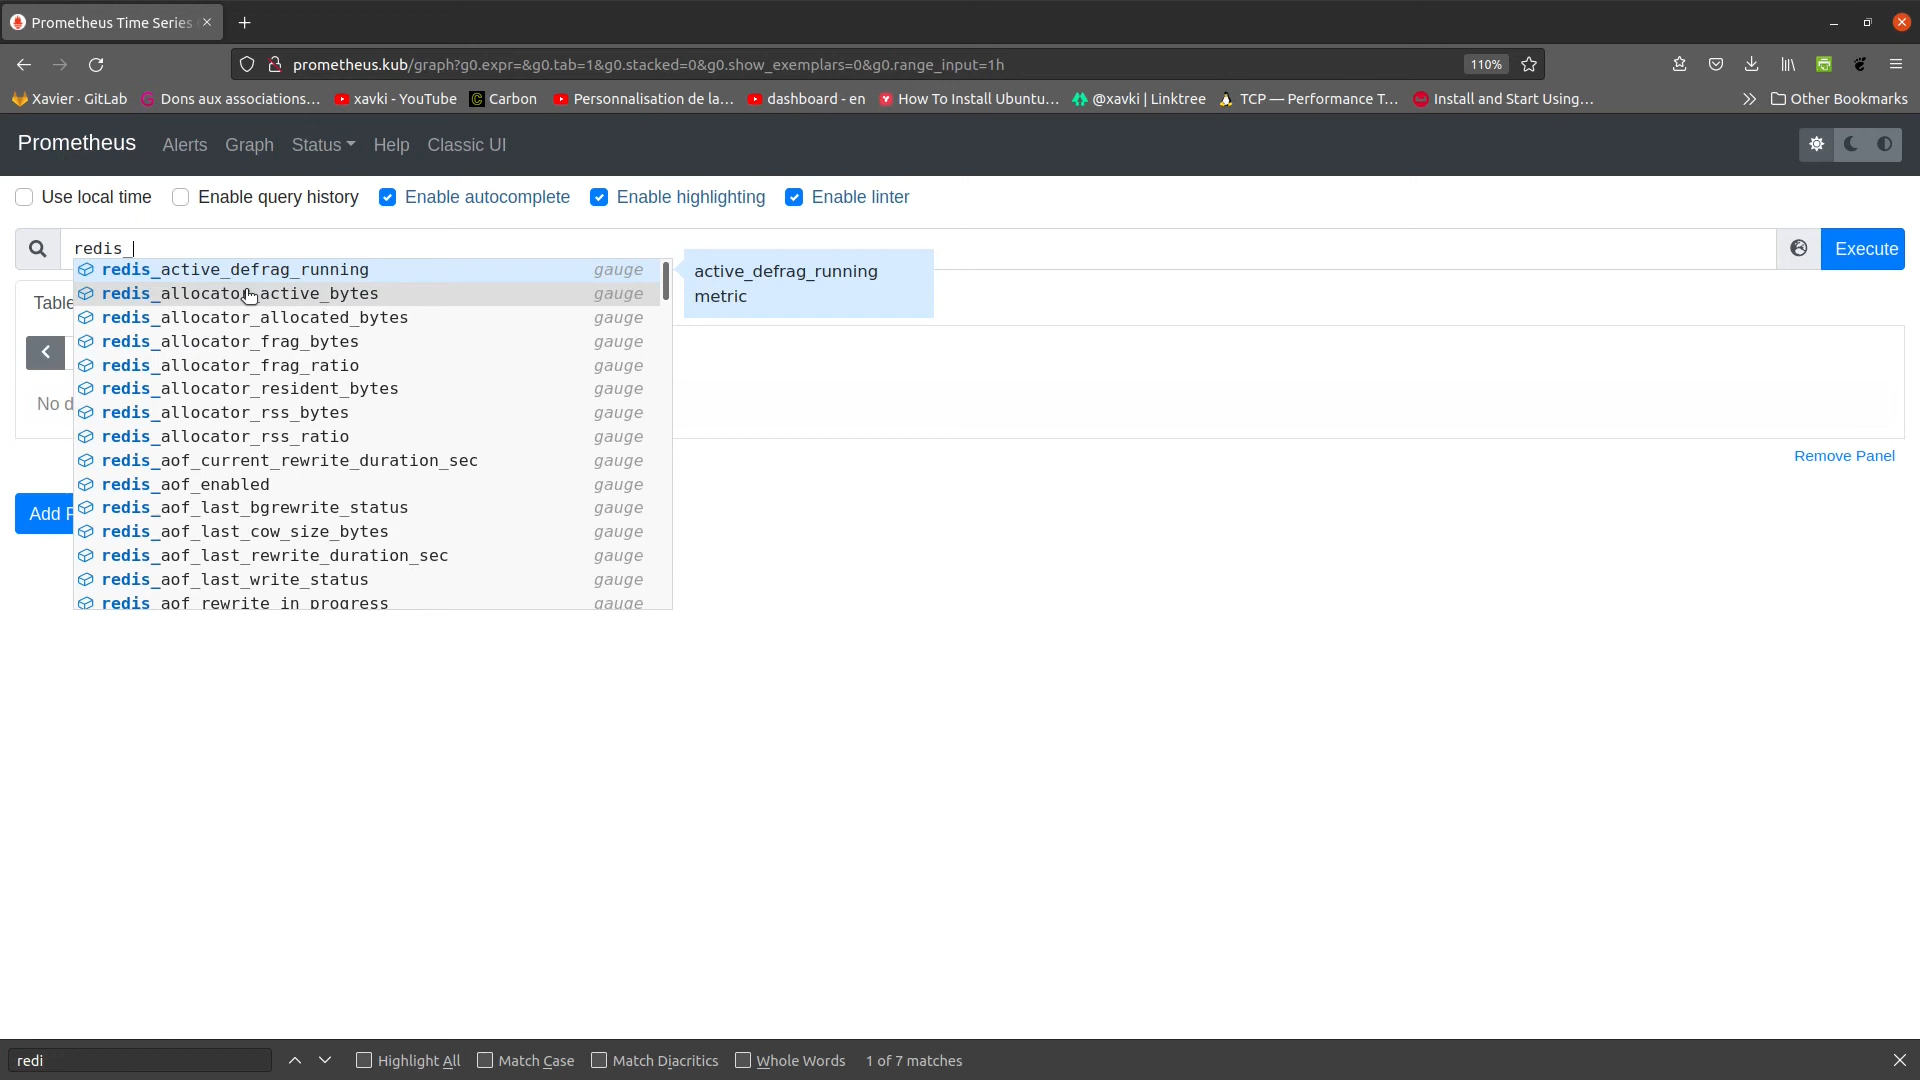 Prometheus Time Series
prometheus.kub/graph?g0.expr=&g0.tab=1&g0.stacked=0&g0.show_exemplars=0&g0.range_input=1h
110%
Xavier · GitLab
Dons aux associations…
xavki - YouTube
Carbon
Personnalisation de la…
dashboard - en
How To Install Ubuntu…
@xavki | Linktree
TCP — Performance T…
Install and Start Using…
Other Bookmarks
Prometheus
Alerts
Graph
Status
Help
Classic UI
Use local time
Enable query history
Enable autocomplete
Enable highlighting
Enable linter
redis_
Execute
redis_active_defrag_running gauge
active_defrag_running
metric
redis_allocator_active_bytes gauge
Table
redis_allocator_allocated_bytes gauge
redis_allocator_frag_bytes gauge
redis_allocator_frag_ratio gauge
redis_allocator_resident_bytes gauge
No d
redis_allocator_rss_bytes gauge
redis_allocator_rss_ratio gauge
Remove Panel
redis_aof_current_rewrite_duration_sec gauge
redis_aof_enabled gauge
redis_aof_last_bgrewrite_status gauge
Add P
redis_aof_last_cow_size_bytes gauge
redis_aof_last_rewrite_duration_sec gauge
redis_aof_last_write_status gauge
redis_aof_rewrite_in_progress gauge
redi
Highlight All
Match Case
Match Diacritics
Whole Words
1 of 7 matches